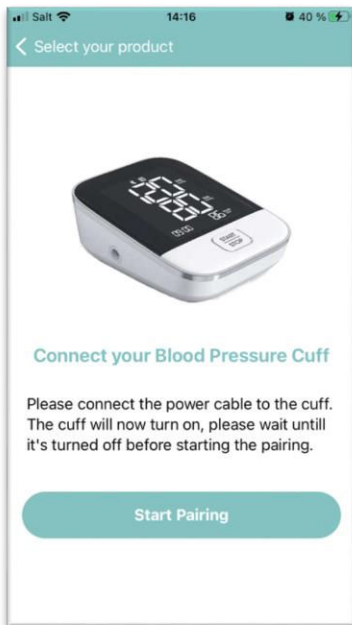 Salt 14:16 40 %
Select your product
START
STOP
Connect your Blood Pressure Cuff
Please connect the power cable to the cuff.
The cuff will now turn on, please wait untill
it's turned off before starting the pairing.
Start Pairing